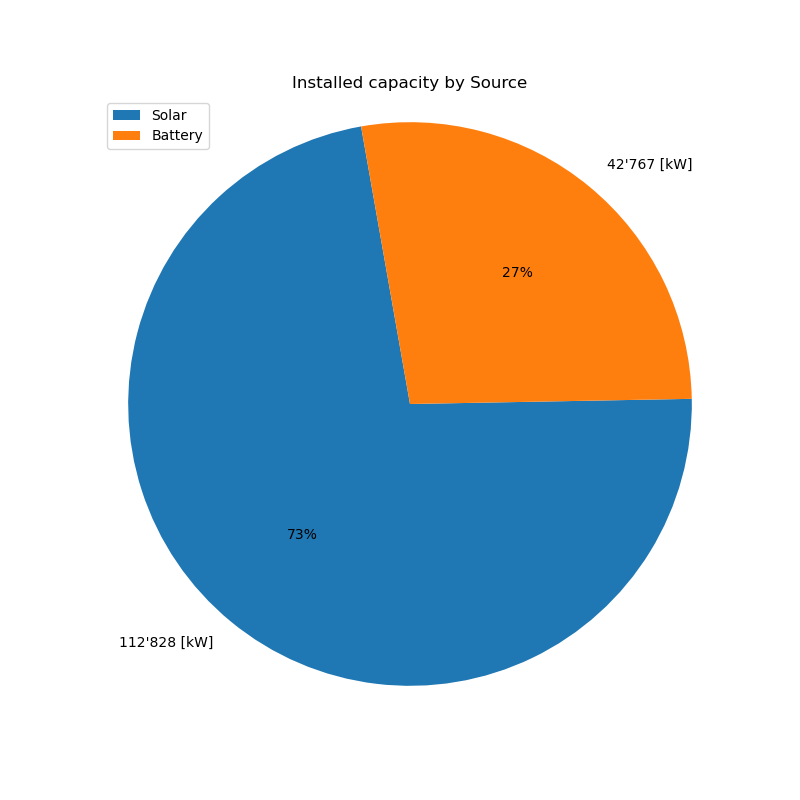 Installed capacity by Source
Solar
Battery
42'767 [kW]
27%
73%
112'828 [kW]